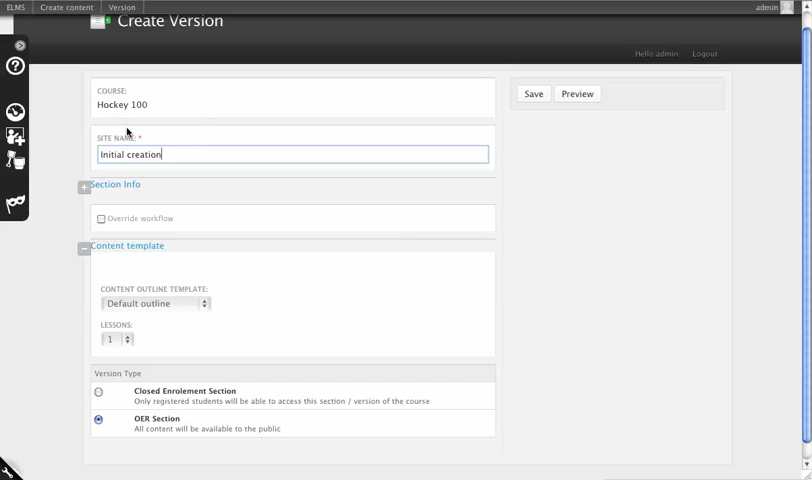 ELMS Create content Version admin
Create Version
Hello admin Logout
COURSE:
Hockey 100
Save Preview
SITE NAME: *
Initial creation
Section Info
Override workflow
Content template
CONTENT OUTLINE TEMPLATE:
Default outline
LESSONS:
1
Version Type
Closed Enrolement Section
Only registered students will be able to access this section / version of the course
OER Section
All content will be available to the public